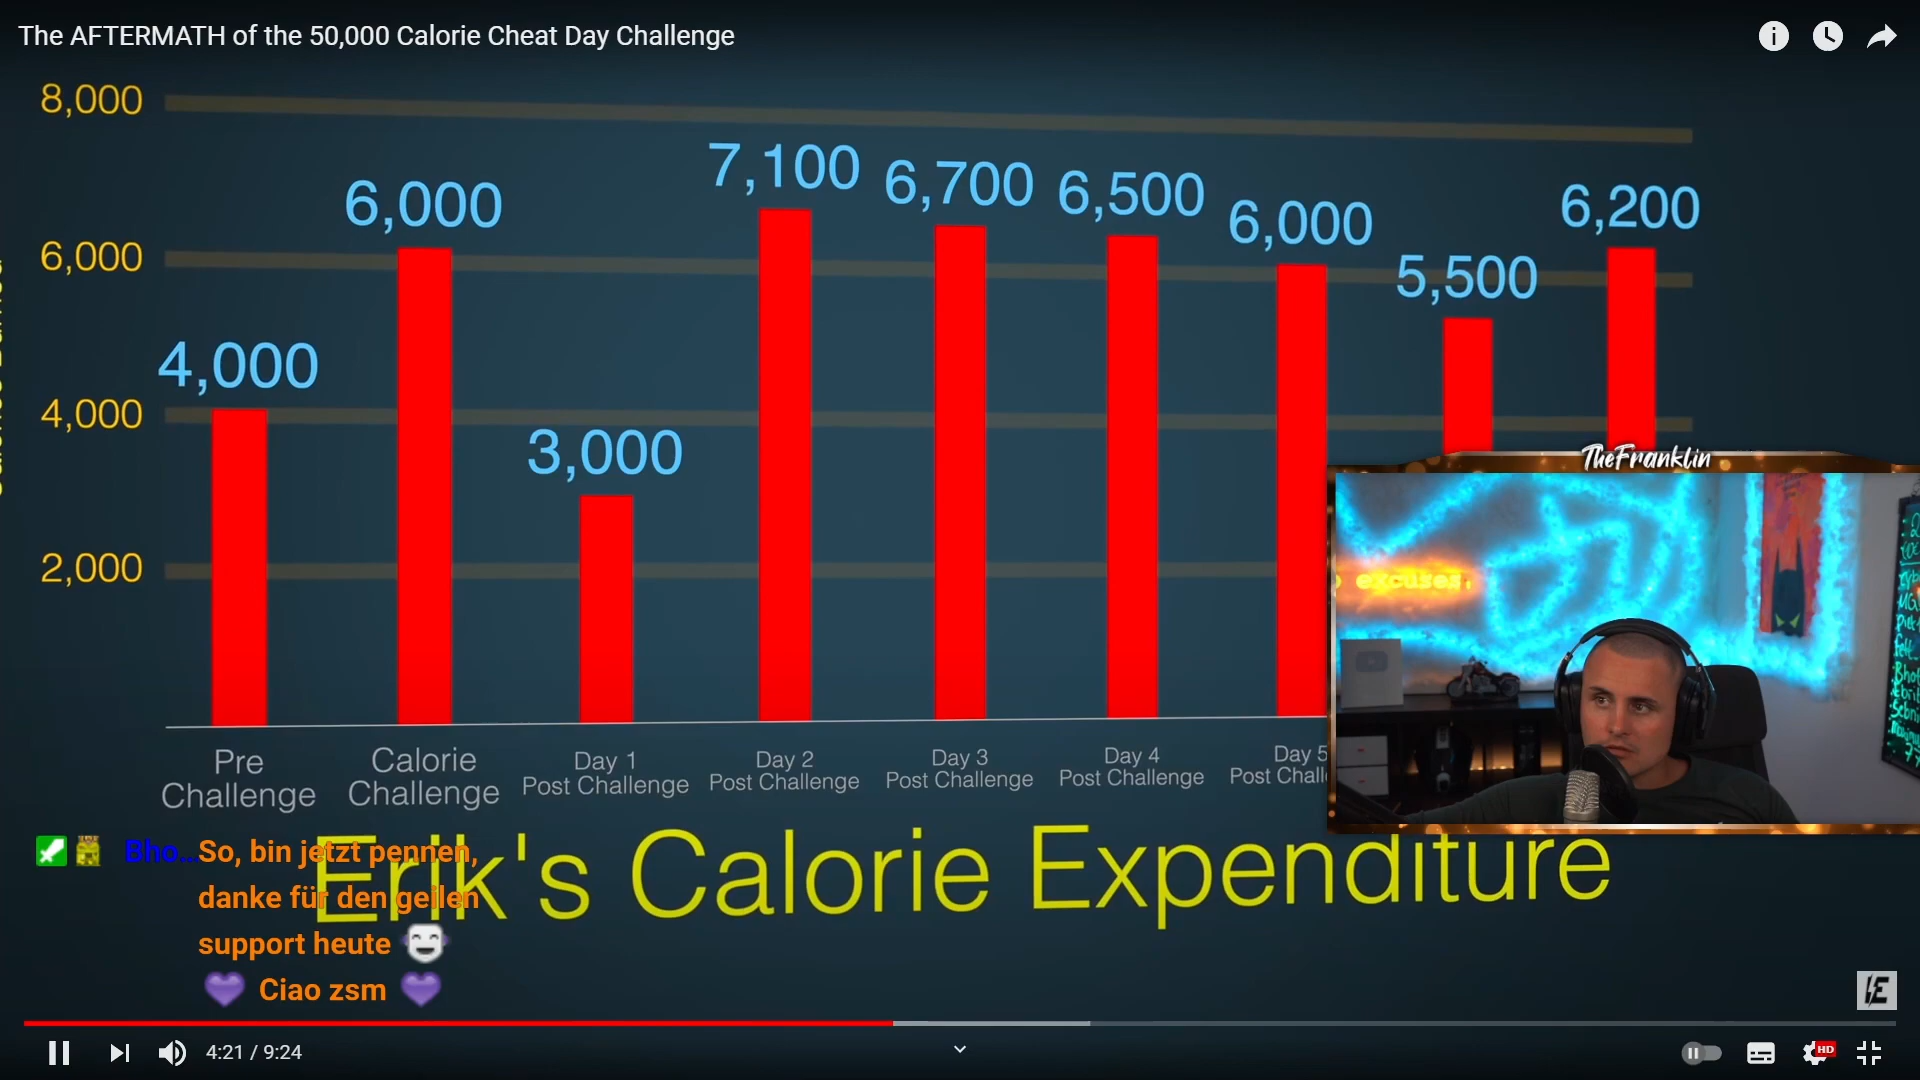 The AFTERMATH of the 50,000 Calorie Cheat Day Challenge
8,000
6,000
4,000
2,000
4,000
6,000
3,000
7,100
6,700
6,500
6,000
5,500
6,200
Pre
Challenge
Calorie
Challenge
Day 1
Post Challenge
Day 2
Post Challenge
Day 3
Post Challenge
Day 4
Post Challenge
Day 5
Post Chall
TheFranklin
excuses.
Erik's Calorie Expenditure
Bho... So, bin jetzt pennen,
danke für den geilen
support heute
Ciao zsm
4:21 / 9:24
HD